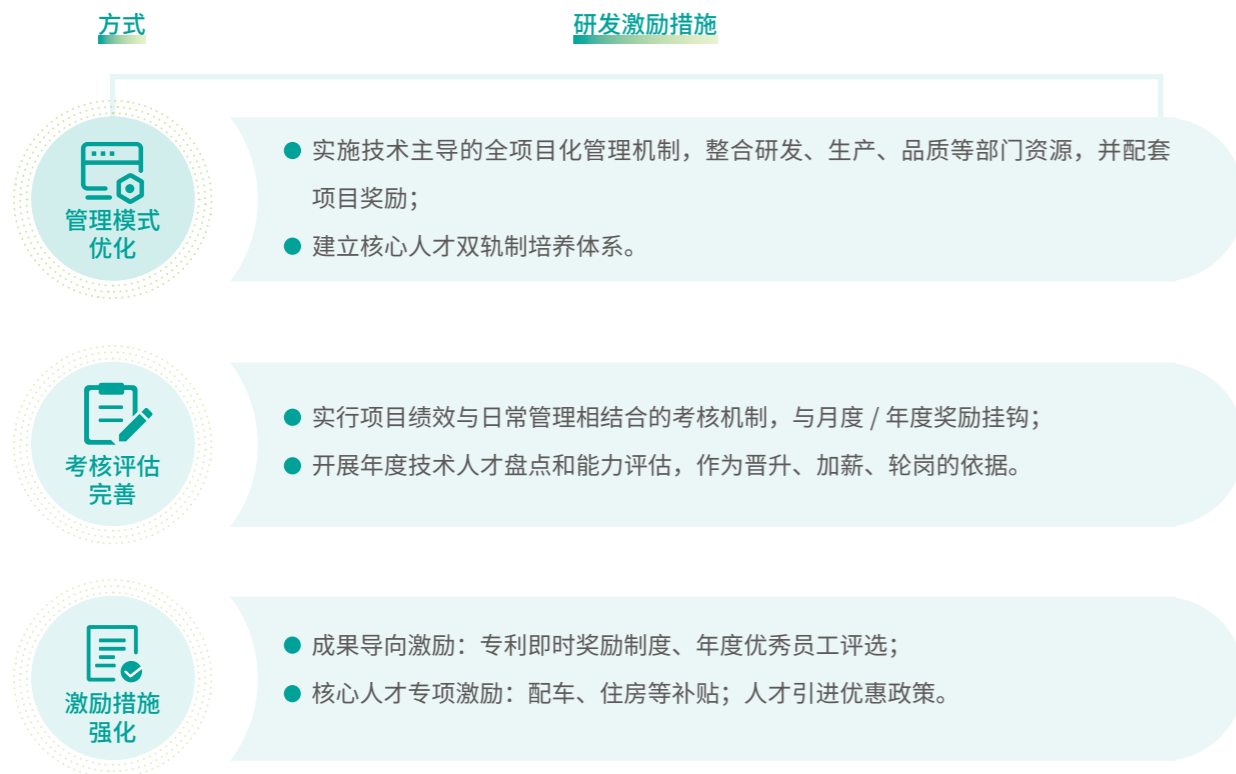 方式
研发激励措施
管理模式
优化
实施技术主导的全项目化管理机制，整合研发、生产、品质等部门资源，并配套
项目奖励；
建立核心人才双轨制培养体系。
考核评估
完善
实行项目绩效与日常管理相结合的考核机制，与月度 / 年度奖励挂钩；
开展年度技术人才盘点和能力评估，作为晋升、加薪、轮岗的依据。
激励措施
强化
成果导向激励：专利即时奖励制度、年度优秀员工评选；
核心人才专项激励：配车、住房等补贴；人才引进优惠政策。